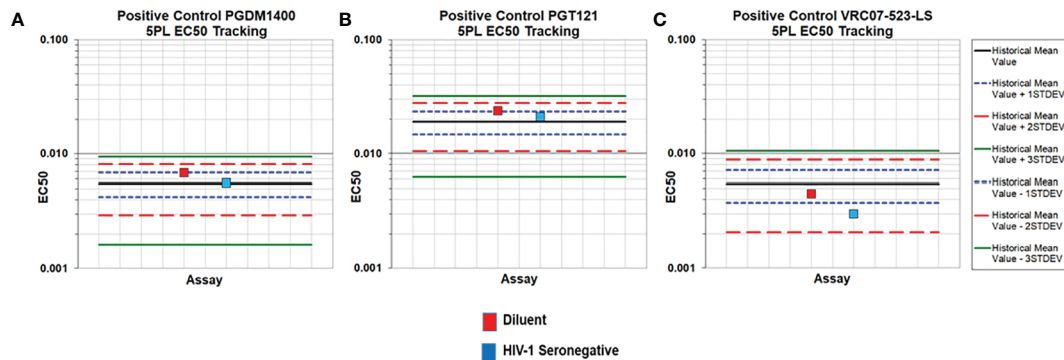 A
Positive Control PGDM1400
5PL EC50 Tracking
0.100
0.010
0.001
EC50
Assay
B
Positive Control PGT121
5PL EC50 Tracking
0.100
0.010
0.001
EC50
Assay
C
Positive Control VRC07-523-LS
5PL EC50 Tracking
0.100
0.010
0.001
EC50
Assay
Historical Mean
Value
Historical Mean
Value + 1STDEV
Historical Mean
Value + 2STDEV
Historical Mean
Value + 3STDEV
Historical Mean
Value - 1STDEV
Historical Mean
Value - 2STDEV
Historical Mean
Value - 3STDEV
Diluent
HIV-1 Seronegative